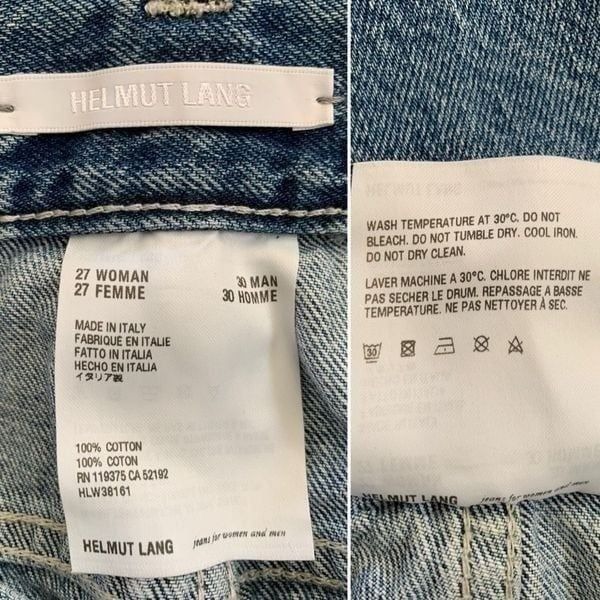 HELMUT LANG
27 WOMAN
27 FEMME
30 MAN
30 HOMME
MADE IN ITALY
FABRIQUÉ EN ITALIE
FATTO IN ITALIA
HECHO EN ITALIA
イタリア製
100% COTTON
100% COTON
RN 119375 CA 52192
HLW38161
HELMUT LANG jeans for women and men
WASH TEMPERATURE AT 30°C. DO NOT
BLEACH. DO NOT TUMBLE DRY. COOL IRON.
DO NOT DRY CLEAN.
LAVER MACHINE A 30°C. CHLORE INTERDIT NE
PAS SECHER LE DRUM. REPASSAGE A BASSE
TEMPERATURE. NE PAS NETTOYER À SEC.
30
HELMUT LANG jeans for women and men